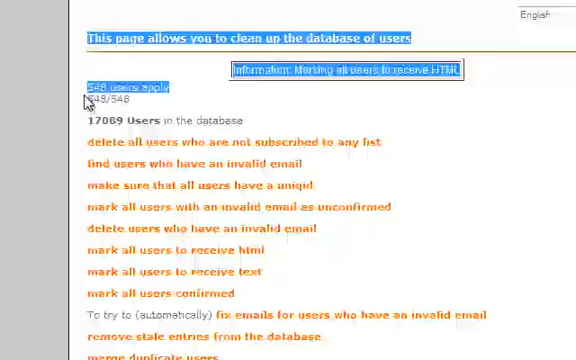 English
This page allows you to clean up the database of users
Information: Marking all users to receive HTML
548 users apply
548/548
17089 Users in the database
delete all users who are not subscribed to any list
find users who have an invalid email
make sure that all users have a uniqid
mark all users with an invalid email as unconfirmed
delete users who have an invalid email
mark all users to receive html
mark all users to receive text
mark all users confirmed
To try to (automatically) fix emails for users who have an invalid email
remove stale entries from the database
merge duplicate users